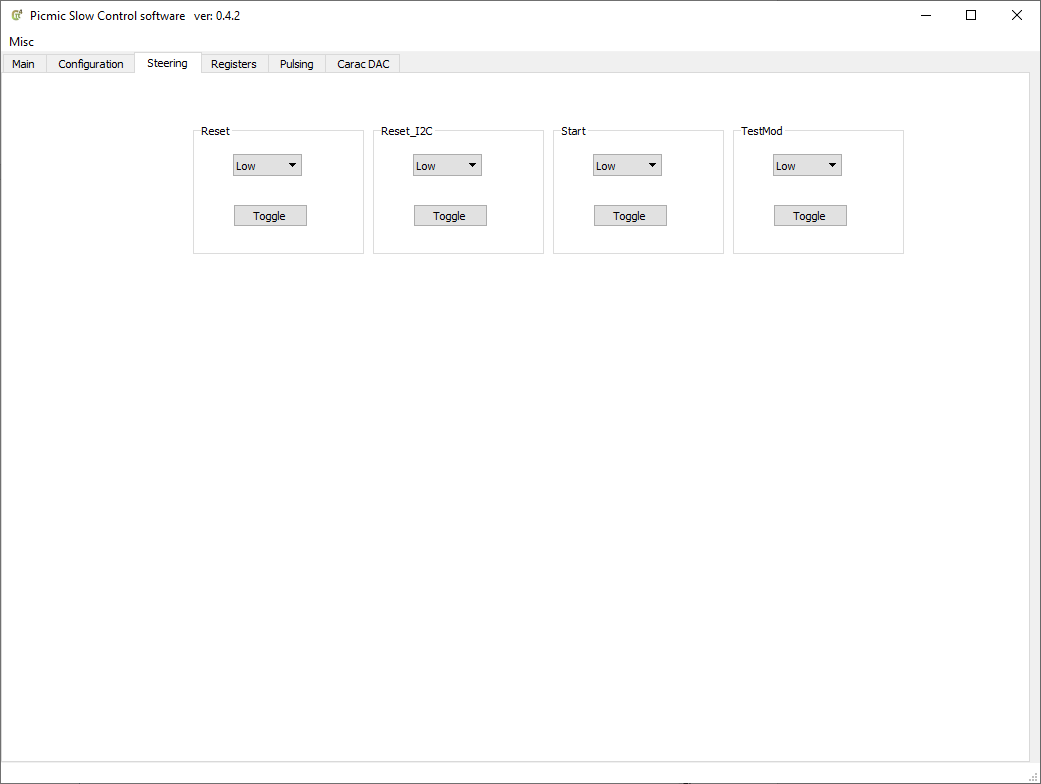 Picmic Slow Control software ver: 0.4.2
Misc
Main Configuration Steering Registers Pulsing Carac DAC
Reset Reset_I2C Start TestMod
Low Low Low Low
Toggle Toggle Toggle Toggle